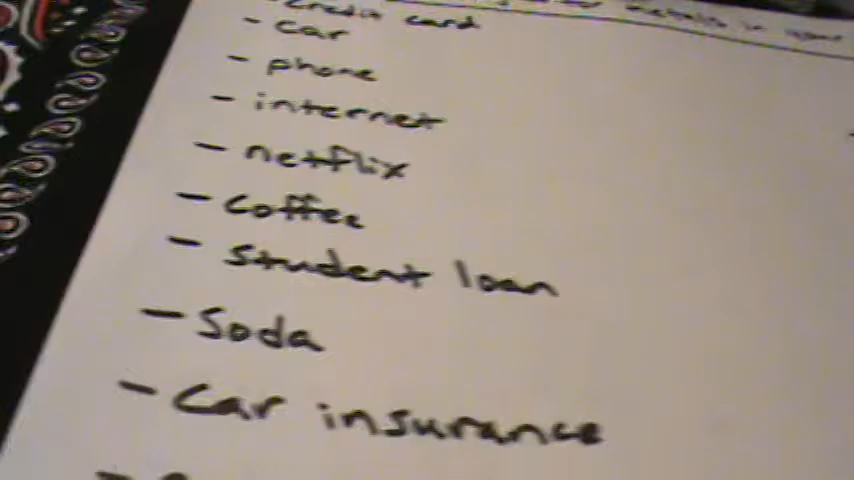 - credit card
- car
- phone
- internet
- netflix
- Coffee
- Student loan
- Soda
- Car insurance